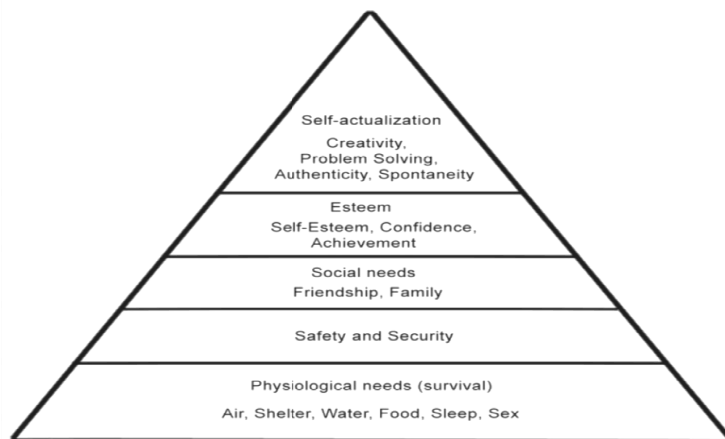 Self-actualization
Creativity,
Problem Solving,
Authenticity, Spontaneity
Esteem
Self-Esteem, Confidence,
Achievement
Social needs
Friendship, Family
Safety and Security
Physiological needs (survival)
Air, Shelter, Water, Food, Sleep, Sex